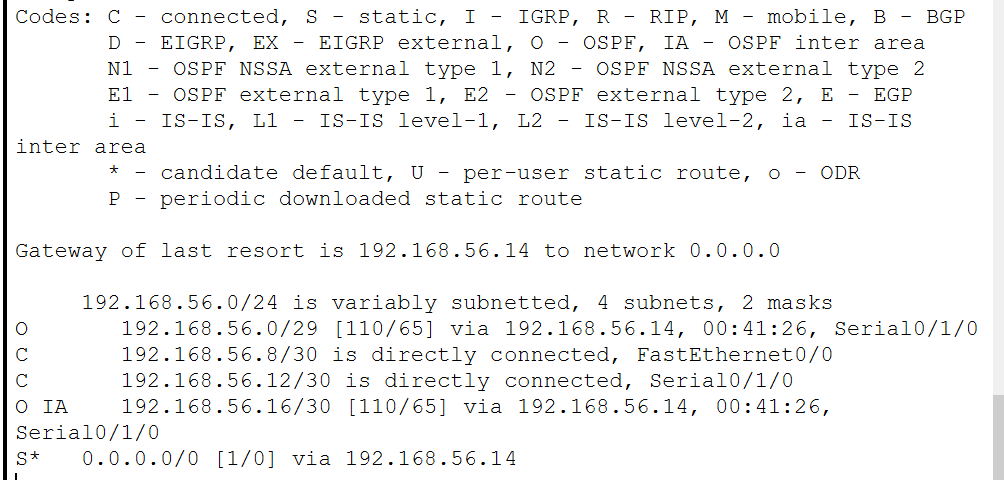 Codes: C - connected, S - static, I - IGRP, R - RIP, M - mobile, B - BGP
D - EIGRP, EX - EIGRP external, O - OSPF, IA - OSPF inter area
N1 - OSPF NSSA external type 1, N2 - OSPF NSSA external type 2
E1 - OSPF external type 1, E2 - OSPF external type 2, E - EGP
i - IS-IS, L1 - IS-IS level-1, L2 - IS-IS level-2, ia - IS-IS
inter area
* - candidate default, U - per-user static route, o - ODR
P - periodic downloaded static route
Gateway of last resort is 192.168.56.14 to network 0.0.0.0
192.168.56.0/24 is variably subnetted, 4 subnets, 2 masks
O 192.168.56.0/29 [110/65] via 192.168.56.14, 00:41:26, Serial0/1/0
C 192.168.56.8/30 is directly connected, FastEthernet0/0
C 192.168.56.12/30 is directly connected, Serial0/1/0
O IA 192.168.56.16/30 [110/65] via 192.168.56.14, 00:41:26,
Serial0/1/0
S* 0.0.0.0/0 [1/0] via 192.168.56.14